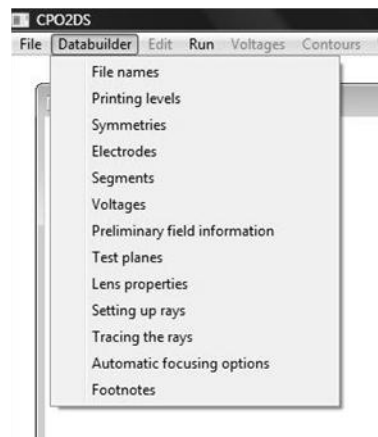 CPO2DS
File Databuilder Edit Run Voltages Contours
File names
Printing levels
Symmetries
Electrodes
Segments
Voltages
Preliminary field information
Test planes
Lens properties
Setting up rays
Tracing the rays
Automatic focusing options
Footnotes